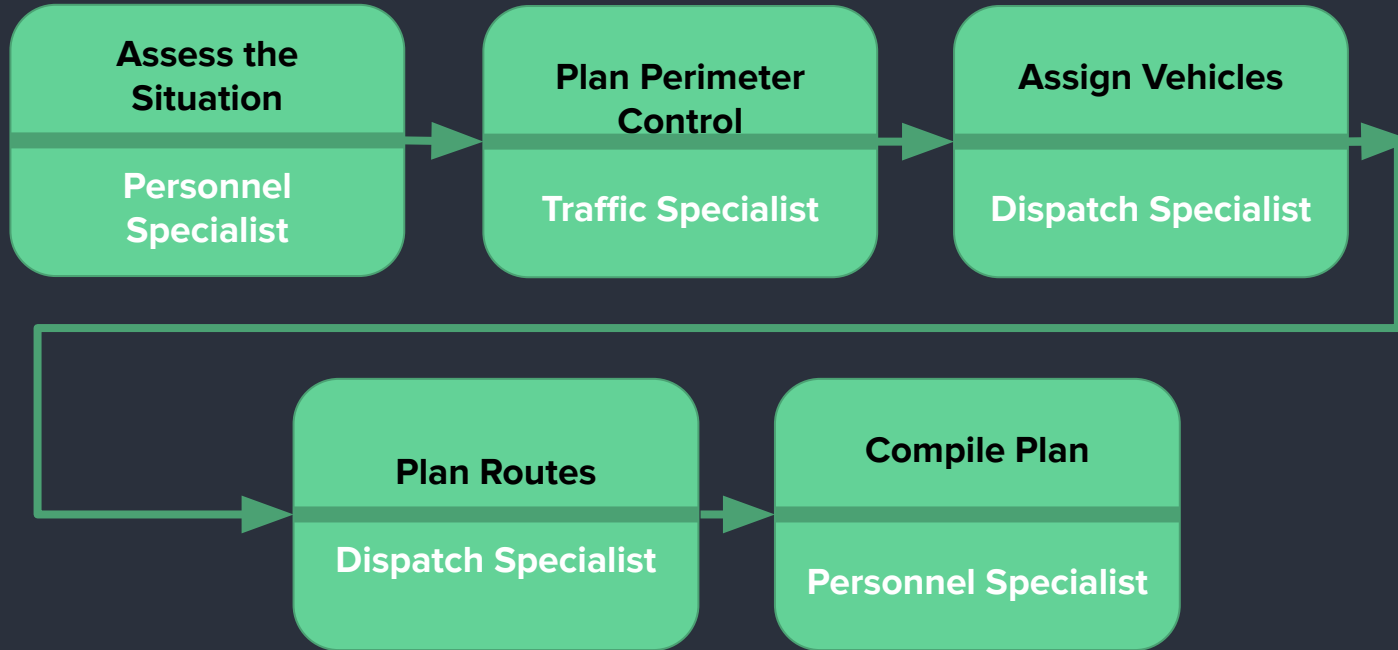 Assess the
Situation
Personnel
Specialist
Plan Perimeter
Control
Traffic Specialist
Assign Vehicles
Dispatch Specialist
Plan Routes
Dispatch Specialist
Compile Plan
Personnel Specialist